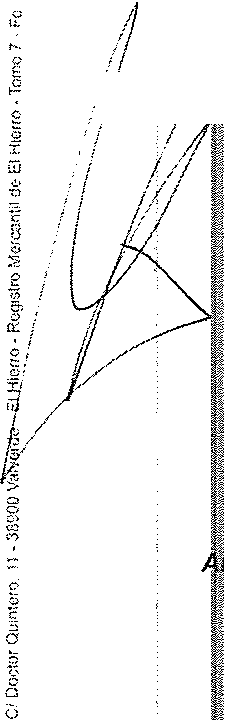 C/ Doctor Quintero, 11 - 38900 Valverde - El Hierro - Registro Mercantil de El Hierro - Tomo 7 - Fo
A